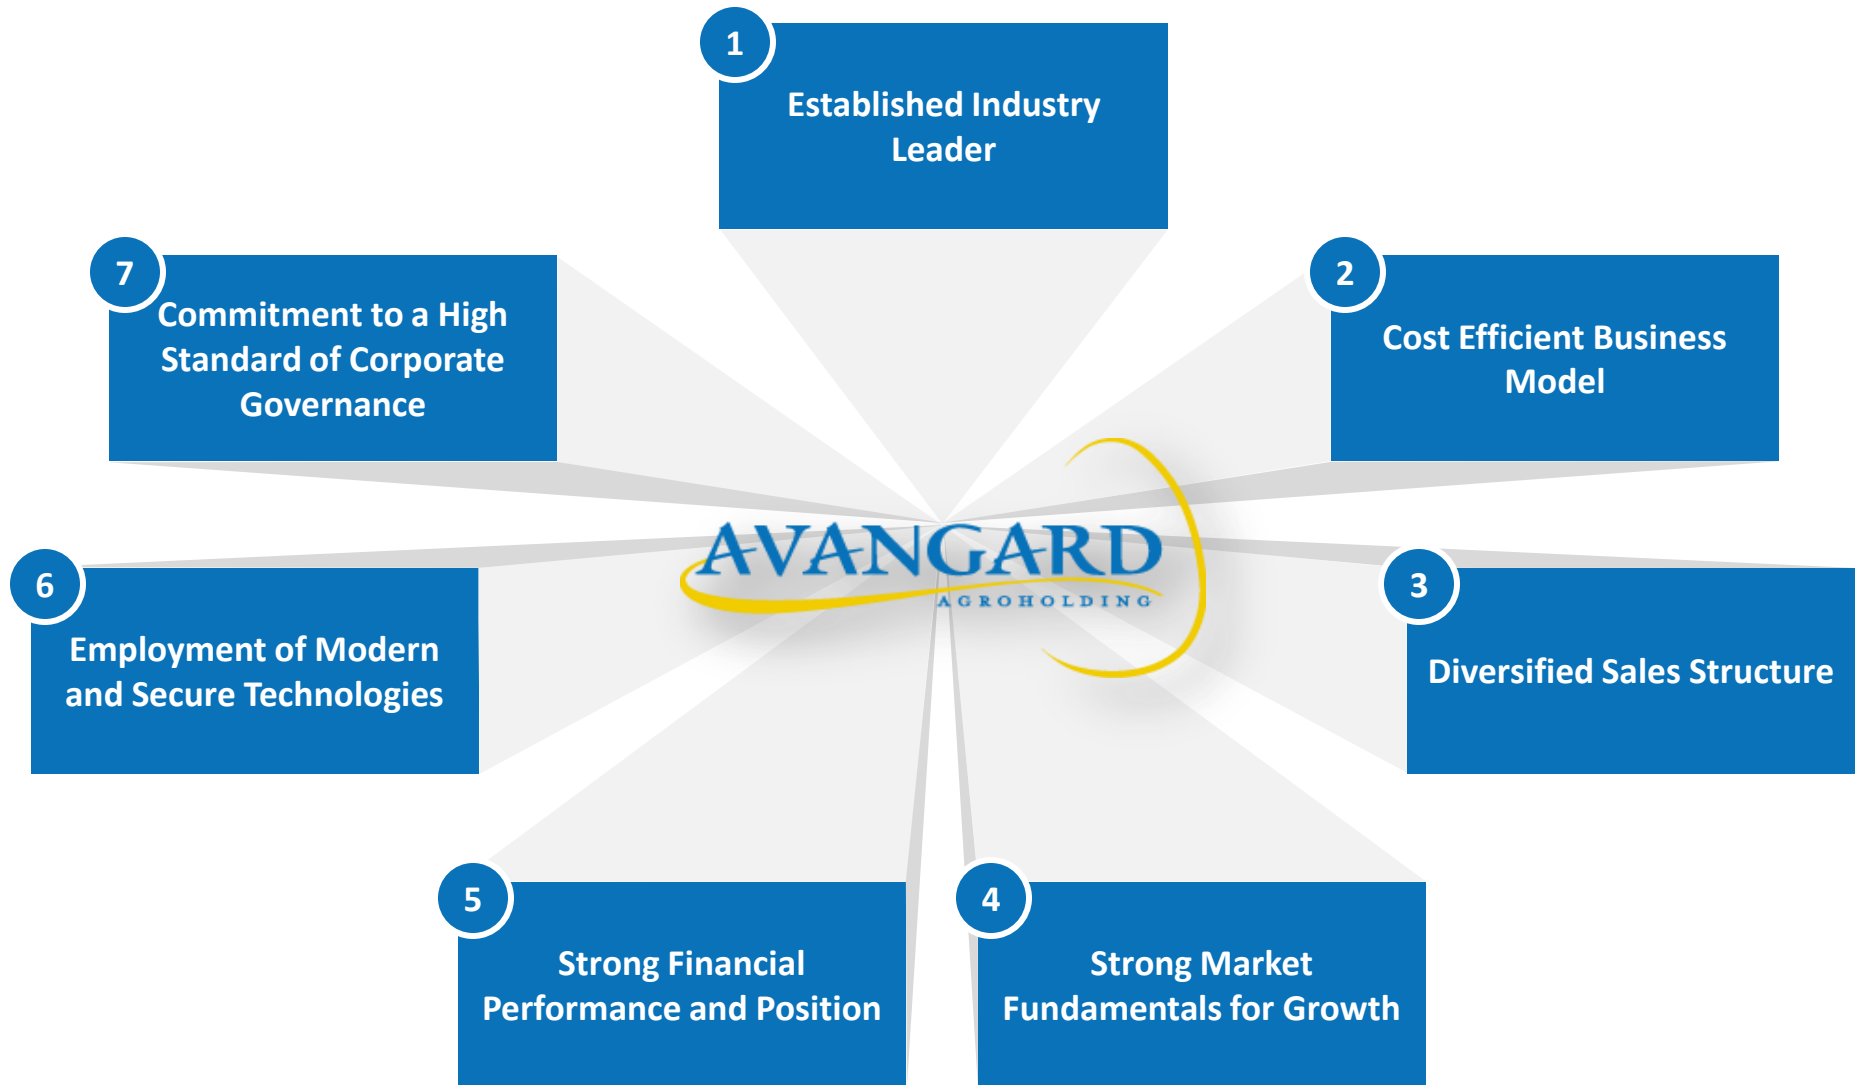 1
Established Industry
Leader
2
Cost Efficient Business
Model
3
Diversified Sales Structure
4
Strong Market
Fundamentals for Growth
5
Strong Financial
Performance and Position
6
Employment of Modern
and Secure Technologies
7
Commitment to a High
Standard of Corporate
Governance
AVANGARD
AGROHOLDING